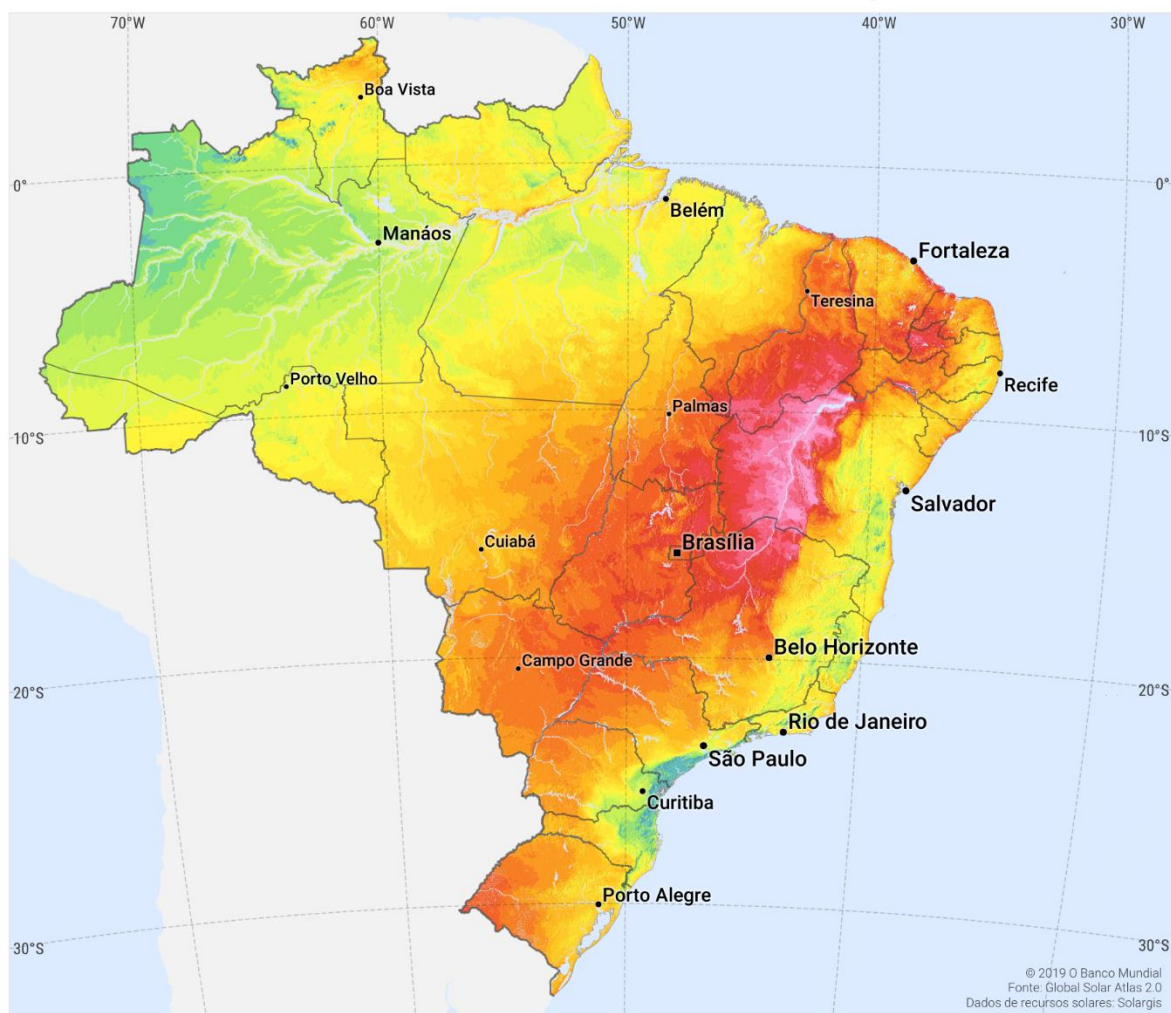 70°W
60°W
50°W
40°W
30°W
Boa Vista
0°
0°
Belém
Manáos
Fortaleza
Teresina
Porto Velho
Recife
Palmas
10°S
10°S
Salvador
Cuiabá
Brasília
Belo Horizonte
Campo Grande
20°S
20°S
Rio de Janeiro
São Paulo
Curitiba
Porto Alegre
30°S
30°S
© 2019 O Banco Mundial
Fonte: Global Solar Atlas 2.0
Dados de recursos solares: Solargis